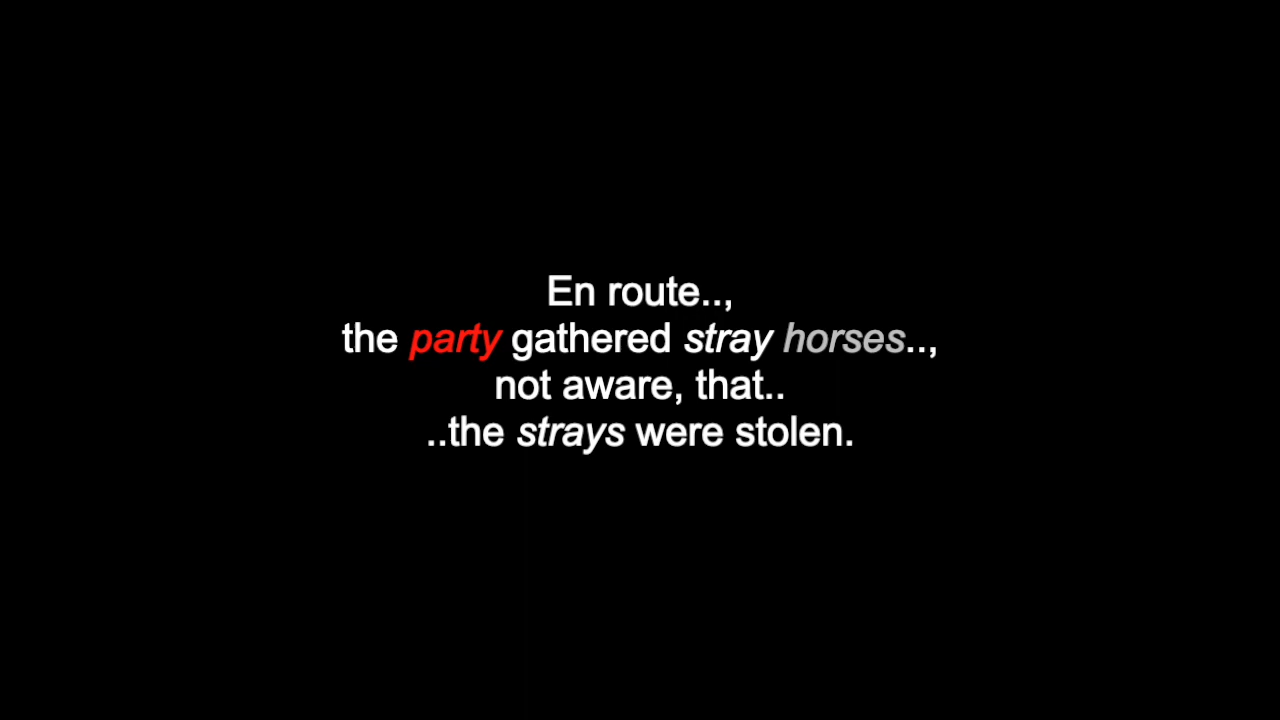 En route..,
the party gathered stray horses..,
not aware, that..
..the strays were stolen.